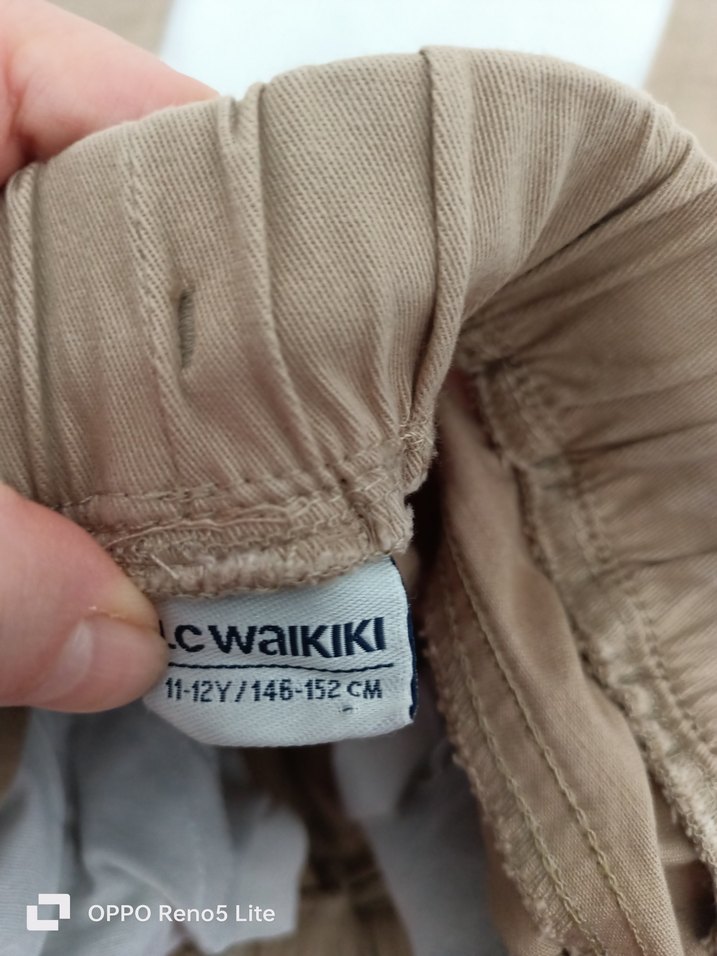 LC WAIKIKI
11-12Y/146-152 CM
OPPO Reno5 Lite